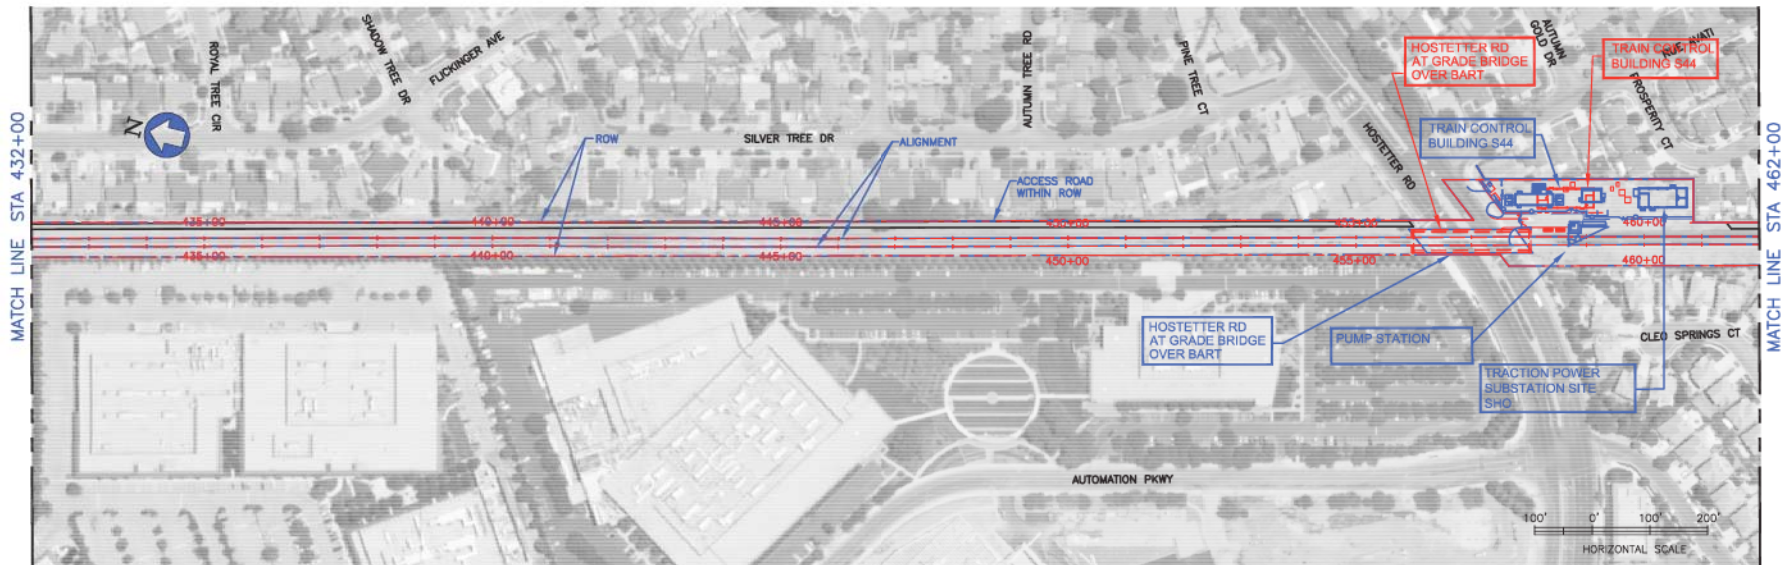 MATCH LINE STA 432+00
N
ROYAL TREE CIR
SHADOW TREE DR
FLICKINGER AVE
SILVER TREE DR
ROW
ALIGNMENT
ACCESS ROAD
WITHIN ROW
AUTUMN TREE RD
PINE TREE CT
HOSTETTER RD
HOSTETTER RD
AT GRADE BRIDGE
OVER BART
AUTUMN
GOLD DR
TRAIN CONTROL
BUILDING S44
PROSPERITY CT
TRAIN CONTROL
BUILDING S44
435+00
440+00
445+00
450+00
455+00
460+00
435+00
440+00
445+00
450+00
455+00
460+00
HOSTETTER RD
AT GRADE BRIDGE
OVER BART
PUMP STATION
TRACTION POWER
SUBSTATION SITE
SHO
CLEO SPRINGS CT
AUTOMATION PKWY
100' 0' 100' 200'
HORIZONTAL SCALE
MATCH LINE STA 462+00